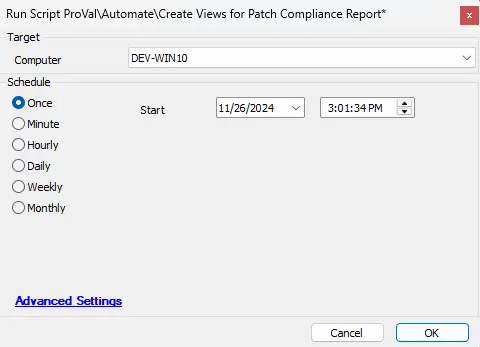 Run Script ProVal\Automate\Create Views for Patch Compliance Report*
x
Target
Computer
DEV-WIN10
Schedule
Once
Start
11/26/2024
3:01:34 PM
Minute
Hourly
Daily
Weekly
Monthly
Advanced Settings
Cancel
OK